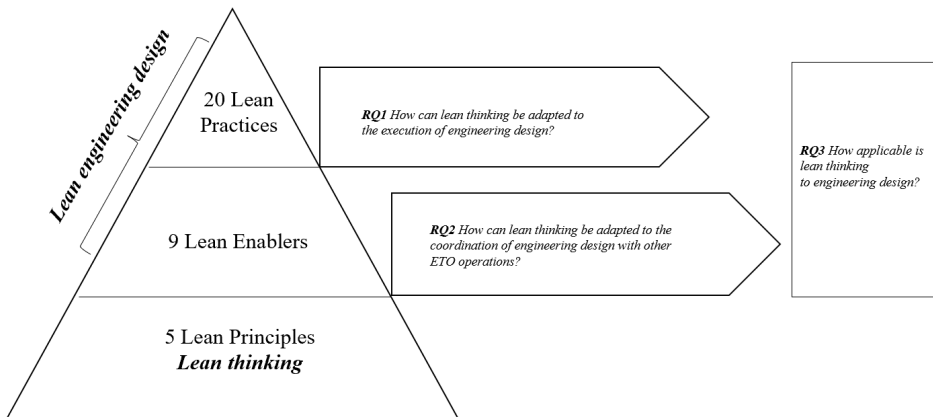 Lean engineering design
20 Lean
Practices
RQ1 How can lean thinking be adapted to
the execution of engineering design?
9 Lean Enablers
RQ2 How can lean thinking be adapted to the
coordination of engineering design with other
ETO operations?
RQ3 How applicable is
lean thinking
to engineering design?
5 Lean Principles
Lean thinking